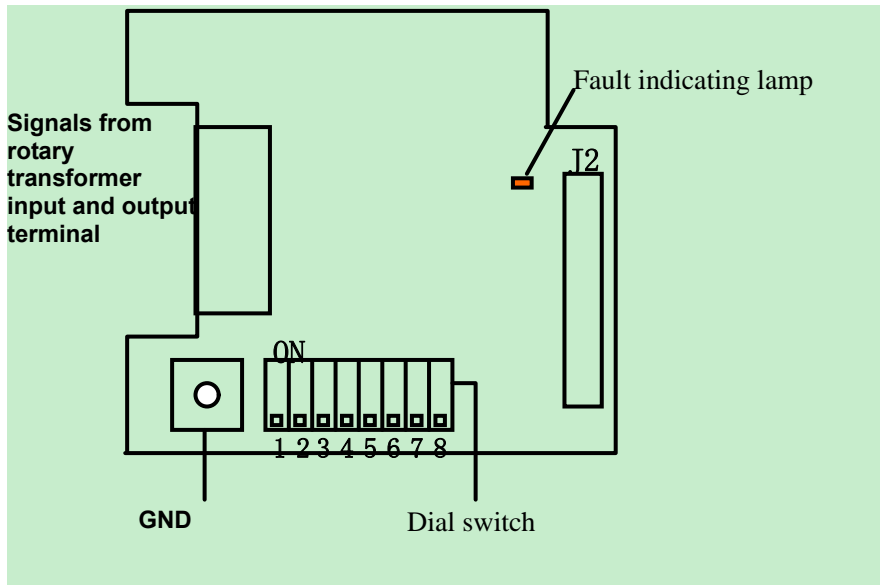 Fault indicating lamp
Signals from
rotary
transformer
input and output
terminal
J2
ON
1 2 3 4 5 6 7 8
GND
Dial switch